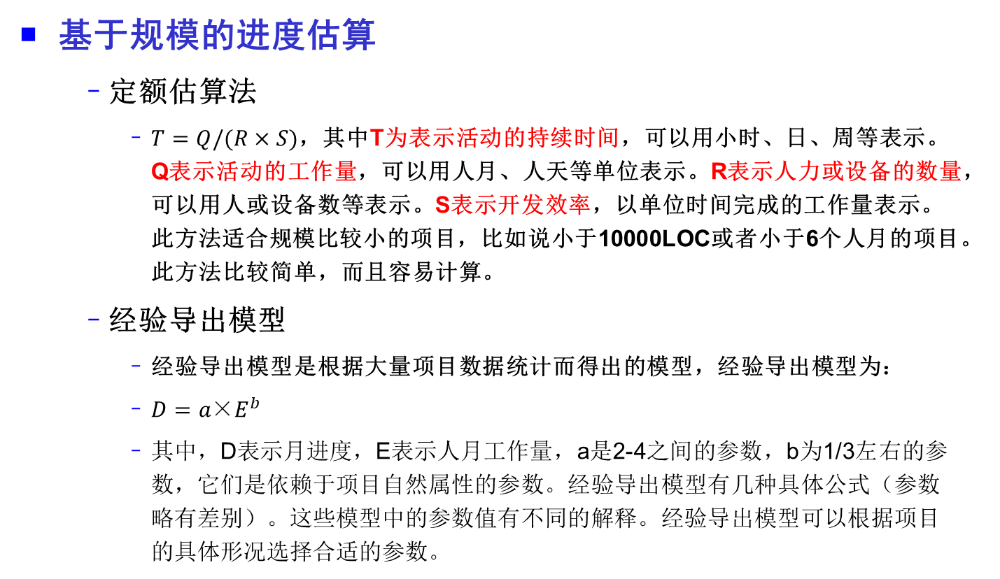 ■ 基于规模的进度估算
– 定额估算法
– T = Q/(R × S)，其中T为表示活动的持续时间，可以用小时、日、周等表示。
Q表示活动的工作量，可以用人月、人天等单位表示。R表示人力或设备的数量，
可以用人或设备数等表示。S表示开发效率，以单位时间完成的工作量表示。
此方法适合规模比较小的项目，比如说小于10000LOC或者小于6个人月的项目。
此方法比较简单，而且容易计算。
– 经验导出模型
– 经验导出模型是根据大量项目数据统计而得出的模型，经验导出模型为：
– D = a×E^b
– 其中，D表示月进度，E表示人月工作量，a是2-4之间的参数，b为1/3左右的参
数，它们是依赖于项目自然属性的参数。经验导出模型有几种具体公式（参数
略有差别）。这些模型中的参数值有不同的解释。经验导出模型可以根据项目
的具体形况选择合适的参数。